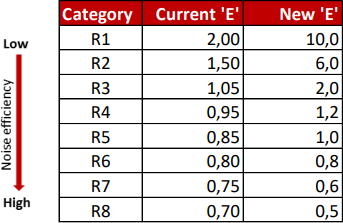 Category Current 'E' New 'E'
Low
Noise efficiency
High
R1 2,00 10,0
R2 1,50 6,0
R3 1,05 2,0
R4 0,95 1,2
R5 0,85 1,0
R6 0,80 0,8
R7 0,75 0,6
R8 0,70 0,5